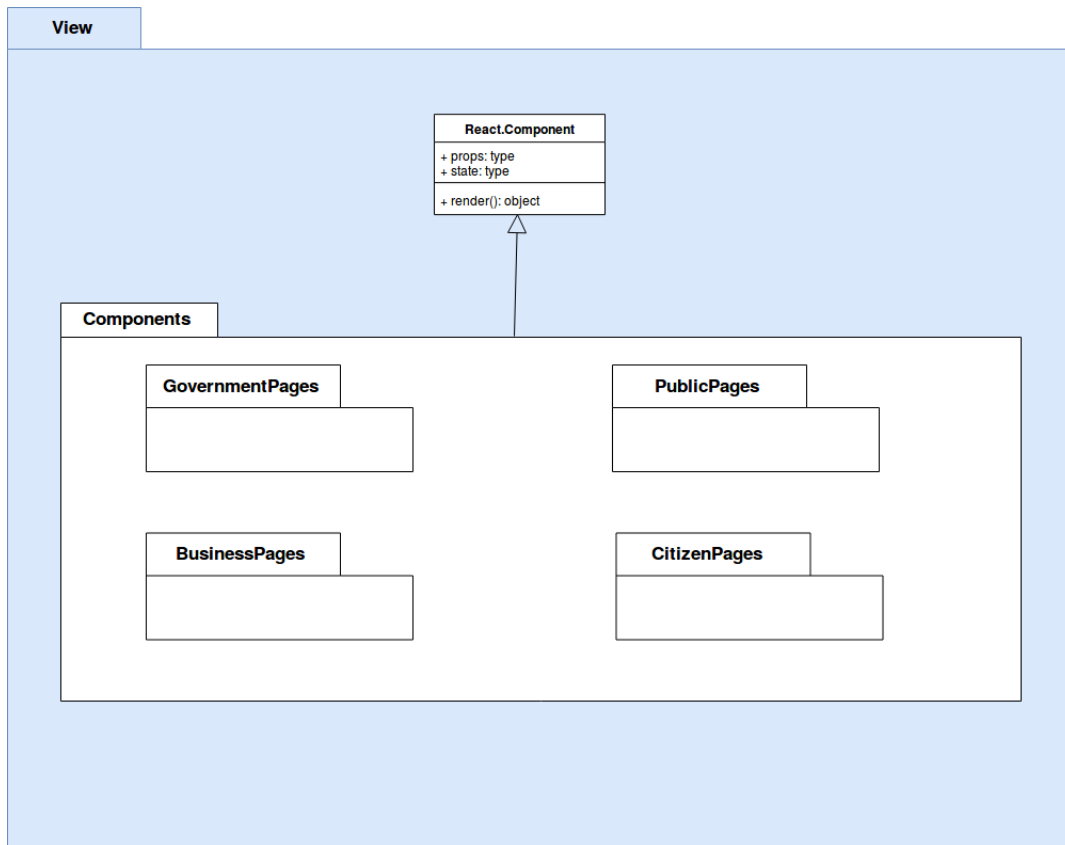 View
React.Component
+ props: type
+ state: type
+ render(): object
Components
GovernmentPages
PublicPages
BusinessPages
CitizenPages